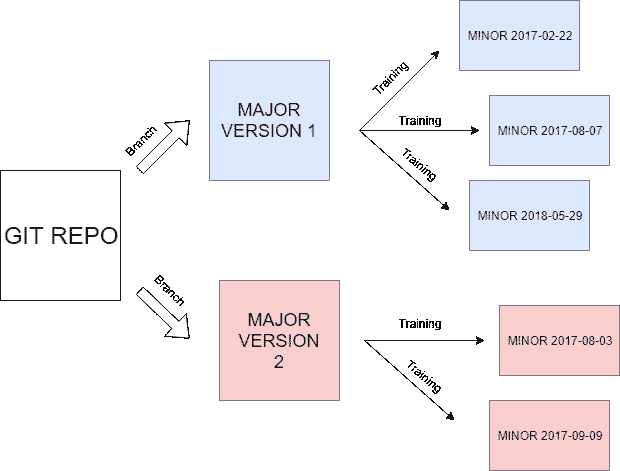 GIT REPO
Branch
MAJOR
VERSION 1
Training
MINOR 2017-02-22
Training
MINOR 2017-08-07
Training
MINOR 2018-05-29
Branch
MAJOR
VERSION
2
Training
MINOR 2017-08-03
Training
MINOR 2017-09-09